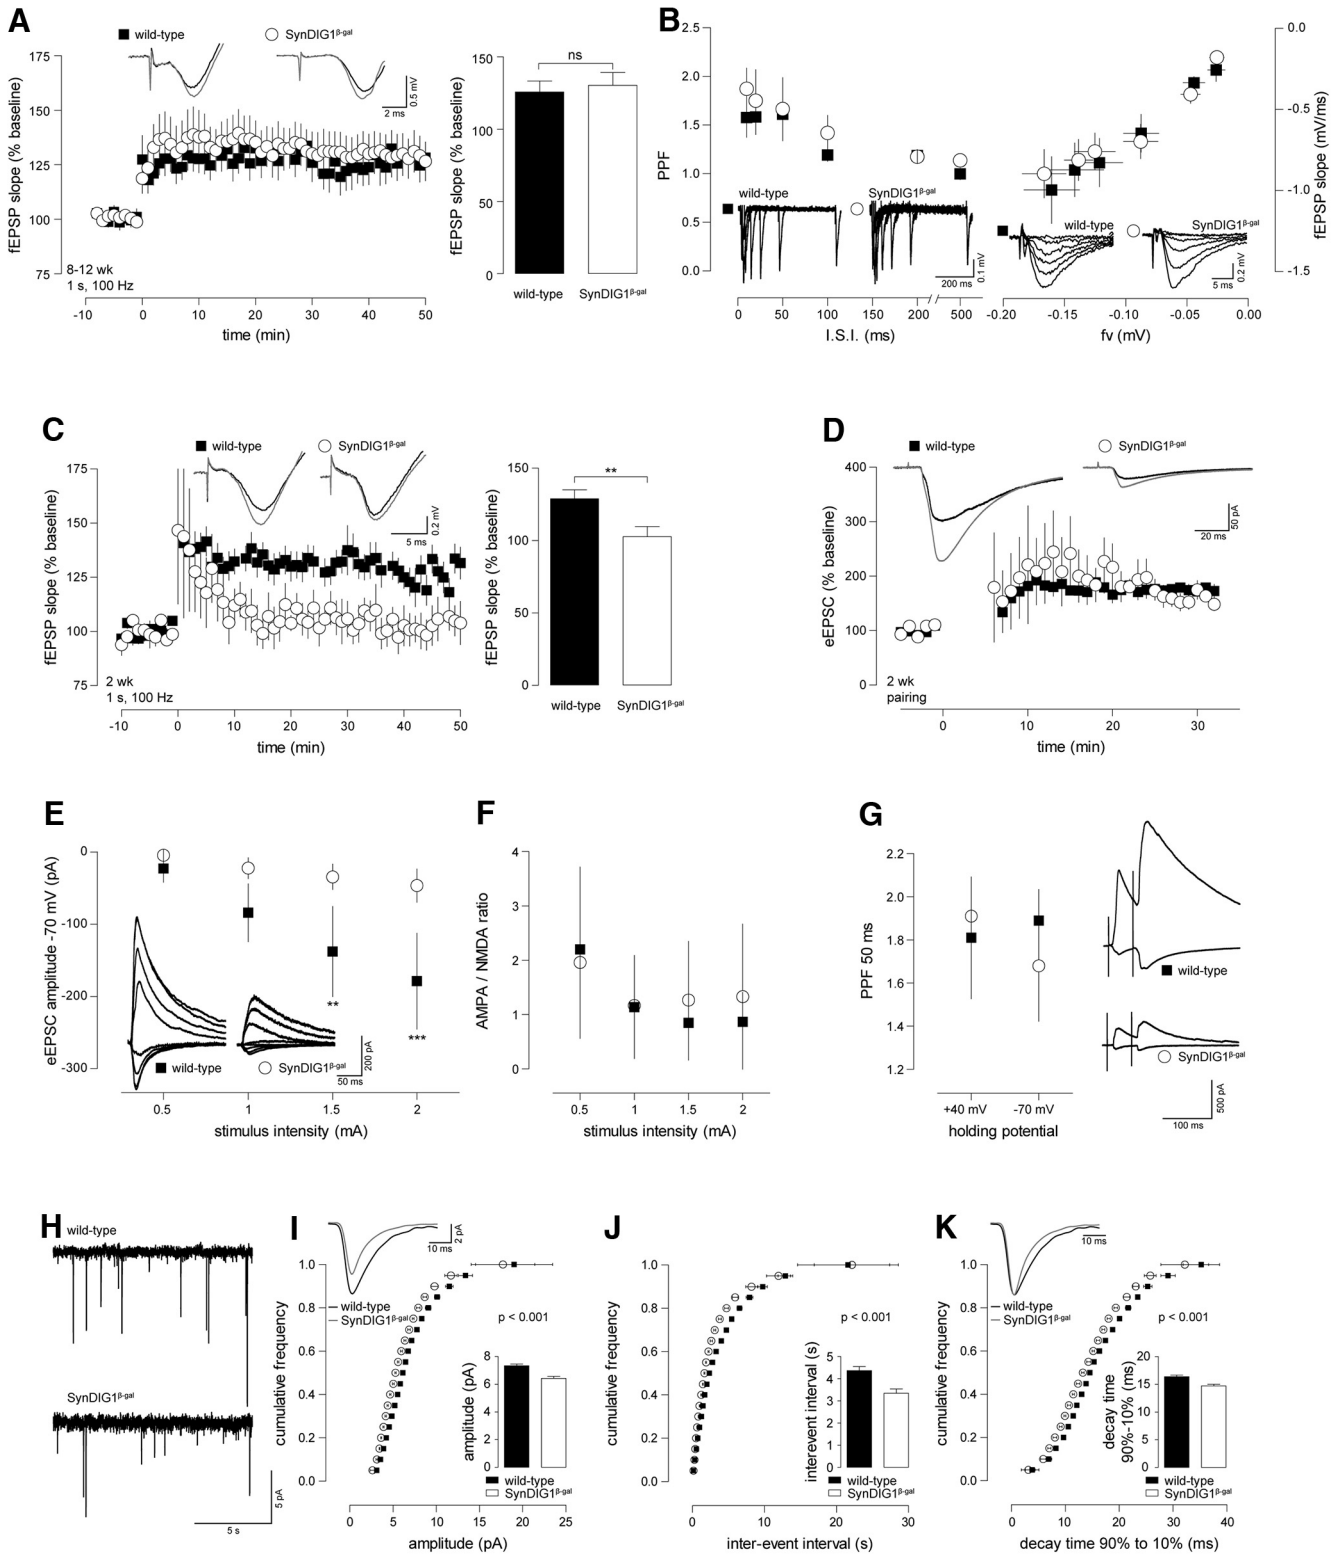 A
wild-type
SynDIG1β-gal
175
150
125
100
75
fEPSP slope (% baseline)
0.5 mV
2 ms
8-12 wk
1 s, 100 Hz
-10
0
10
20
30
40
50
time (min)
150
100
50
0
fEPSP slope (% baseline)
ns
wild-type
SynDIG1β-gal
B
2.5
2.0
1.5
1.0
0.5
0.0
PPF
wild-type
SynDIG1β-gal
0.1 mV
200 ms
0
50
100
150
200
500
I.S.I. (ms)
0.0
-0.5
-1.0
-1.5
fEPSP slope (mV/ms)
wild-type
SynDIG1β-gal
0.2 mV
5 ms
-0.20
-0.15
-0.10
-0.05
0.00
fv (mV)
C
wild-type
SynDIG1β-gal
175
150
125
100
75
fEPSP slope (% baseline)
0.2 mV
5 ms
2 wk
1 s, 100 Hz
-10
0
10
20
30
40
50
time (min)
150
100
50
0
fEPSP slope (% baseline)
**
wild-type
SynDIG1β-gal
D
wild-type
SynDIG1β-gal
400
300
200
100
0
eEPSC (% baseline)
50 pA
20 ms
2 wk
pairing
0
10
20
30
time (min)
E
0
-100
-200
-300
eEPSC amplitude -70 mV (pA)
**
***
wild-type
SynDIG1β-gal
200 pA
50 ms
0.5
1
1.5
2
stimulus intensity (mA)
F
4
3
2
1
0
AMPA / NMDA ratio
0.5
1
1.5
2
stimulus intensity (mA)
G
2.2
2.0
1.8
1.6
1.4
1.2
PPF 50 ms
+40 mV
-70 mV
holding potential
wild-type
SynDIG1β-gal
500 pA
100 ms
H
wild-type
SynDIG1β-gal
5 pA
5 s
I
2 pA
10 ms
1.0
0.8
0.6
0.4
0.2
0.0
cumulative frequency
wild-type
SynDIG1β-gal
p < 0.001
8
6
4
2
0
amplitude (pA)
wild-type
SynDIG1β-gal
0
5
10
15
20
25
amplitude (pA)
J
1.0
0.8
0.6
0.4
0.2
0.0
cumulative frequency
p < 0.001
5
4
3
2
1
0
interevent interval (s)
wild-type
SynDIG1β-gal
0
10
20
30
inter-event interval (s)
K
10 ms
1.0
0.8
0.6
0.4
0.2
0.0
cumulative frequency
wild-type
SynDIG1β-gal
p < 0.001
20
15
10
5
0
decay time
90%-10% (ms)
wild-type
SynDIG1β-gal
0
10
20
30
40
decay time 90% to 10% (ms)